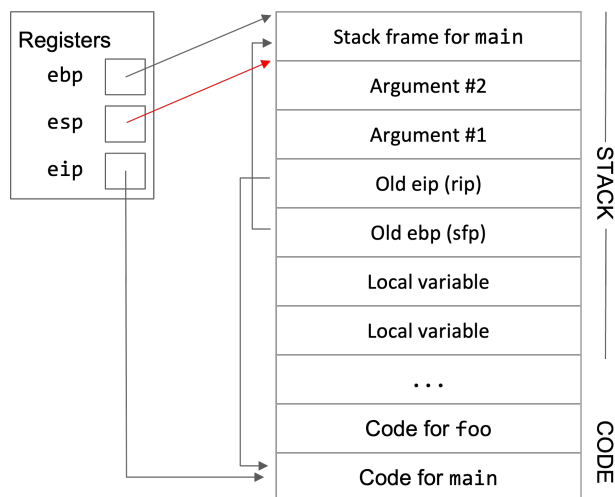 Registers
ebp
esp
eip
Stack frame for main
Argument #2
Argument #1
Old eip (rip)
Old ebp (sfp)
Local variable
Local variable
...
Code for foo
Code for main
STACK
CODE